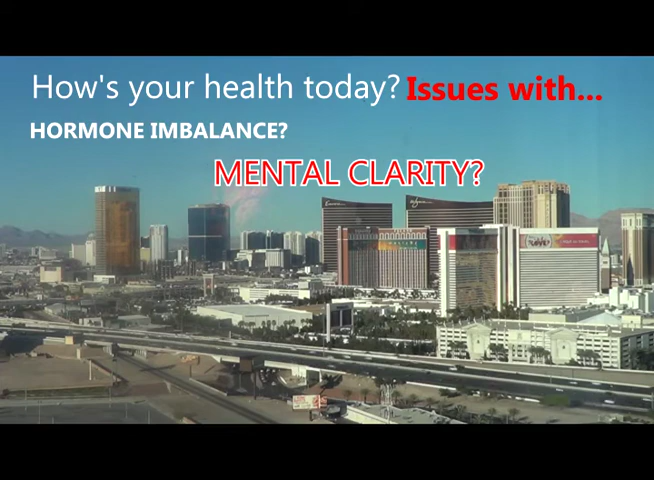 How's your health today? Issues with...
HORMONE IMBALANCE?
MENTAL CLARITY?